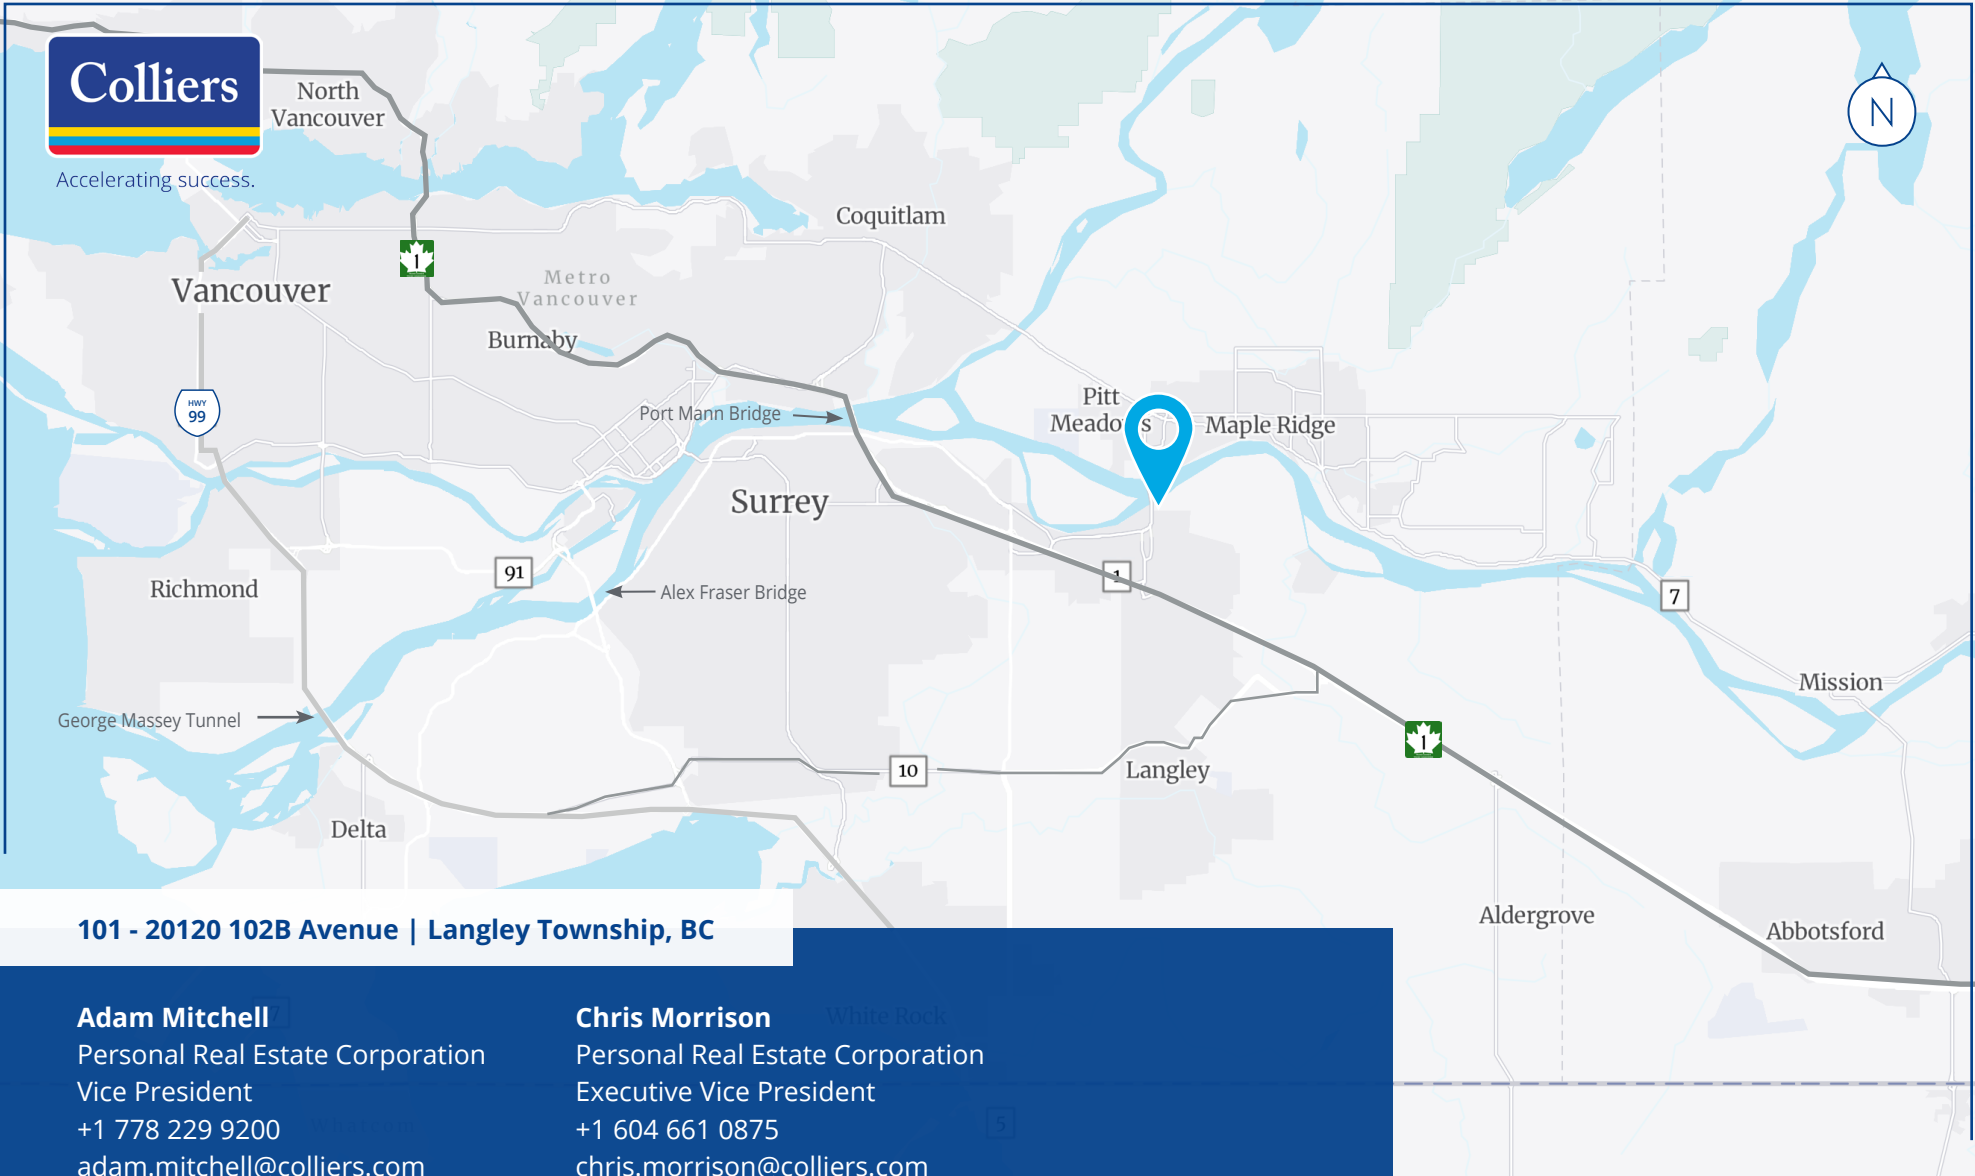 Colliers
Accelerating success.
N
North
Vancouver
Coquitlam
1
Metro
Vancouver
Vancouver
Burnaby
HWY
99
Port Mann Bridge
Pitt
Meadows
Maple Ridge
Surrey
91
1
Richmond
Alex Fraser Bridge
7
Mission
George Massey Tunnel
1
10
Langley
Delta
Aldergrove
Abbotsford
101 - 20120 102B Avenue | Langley Township, BC
Adam Mitchell
Personal Real Estate Corporation
Vice President
+1 778 229 9200
adam.mitchell@colliers.com
Chris Morrison
Personal Real Estate Corporation
Executive Vice President
+1 604 661 0875
chris.morrison@colliers.com
White Rock
5